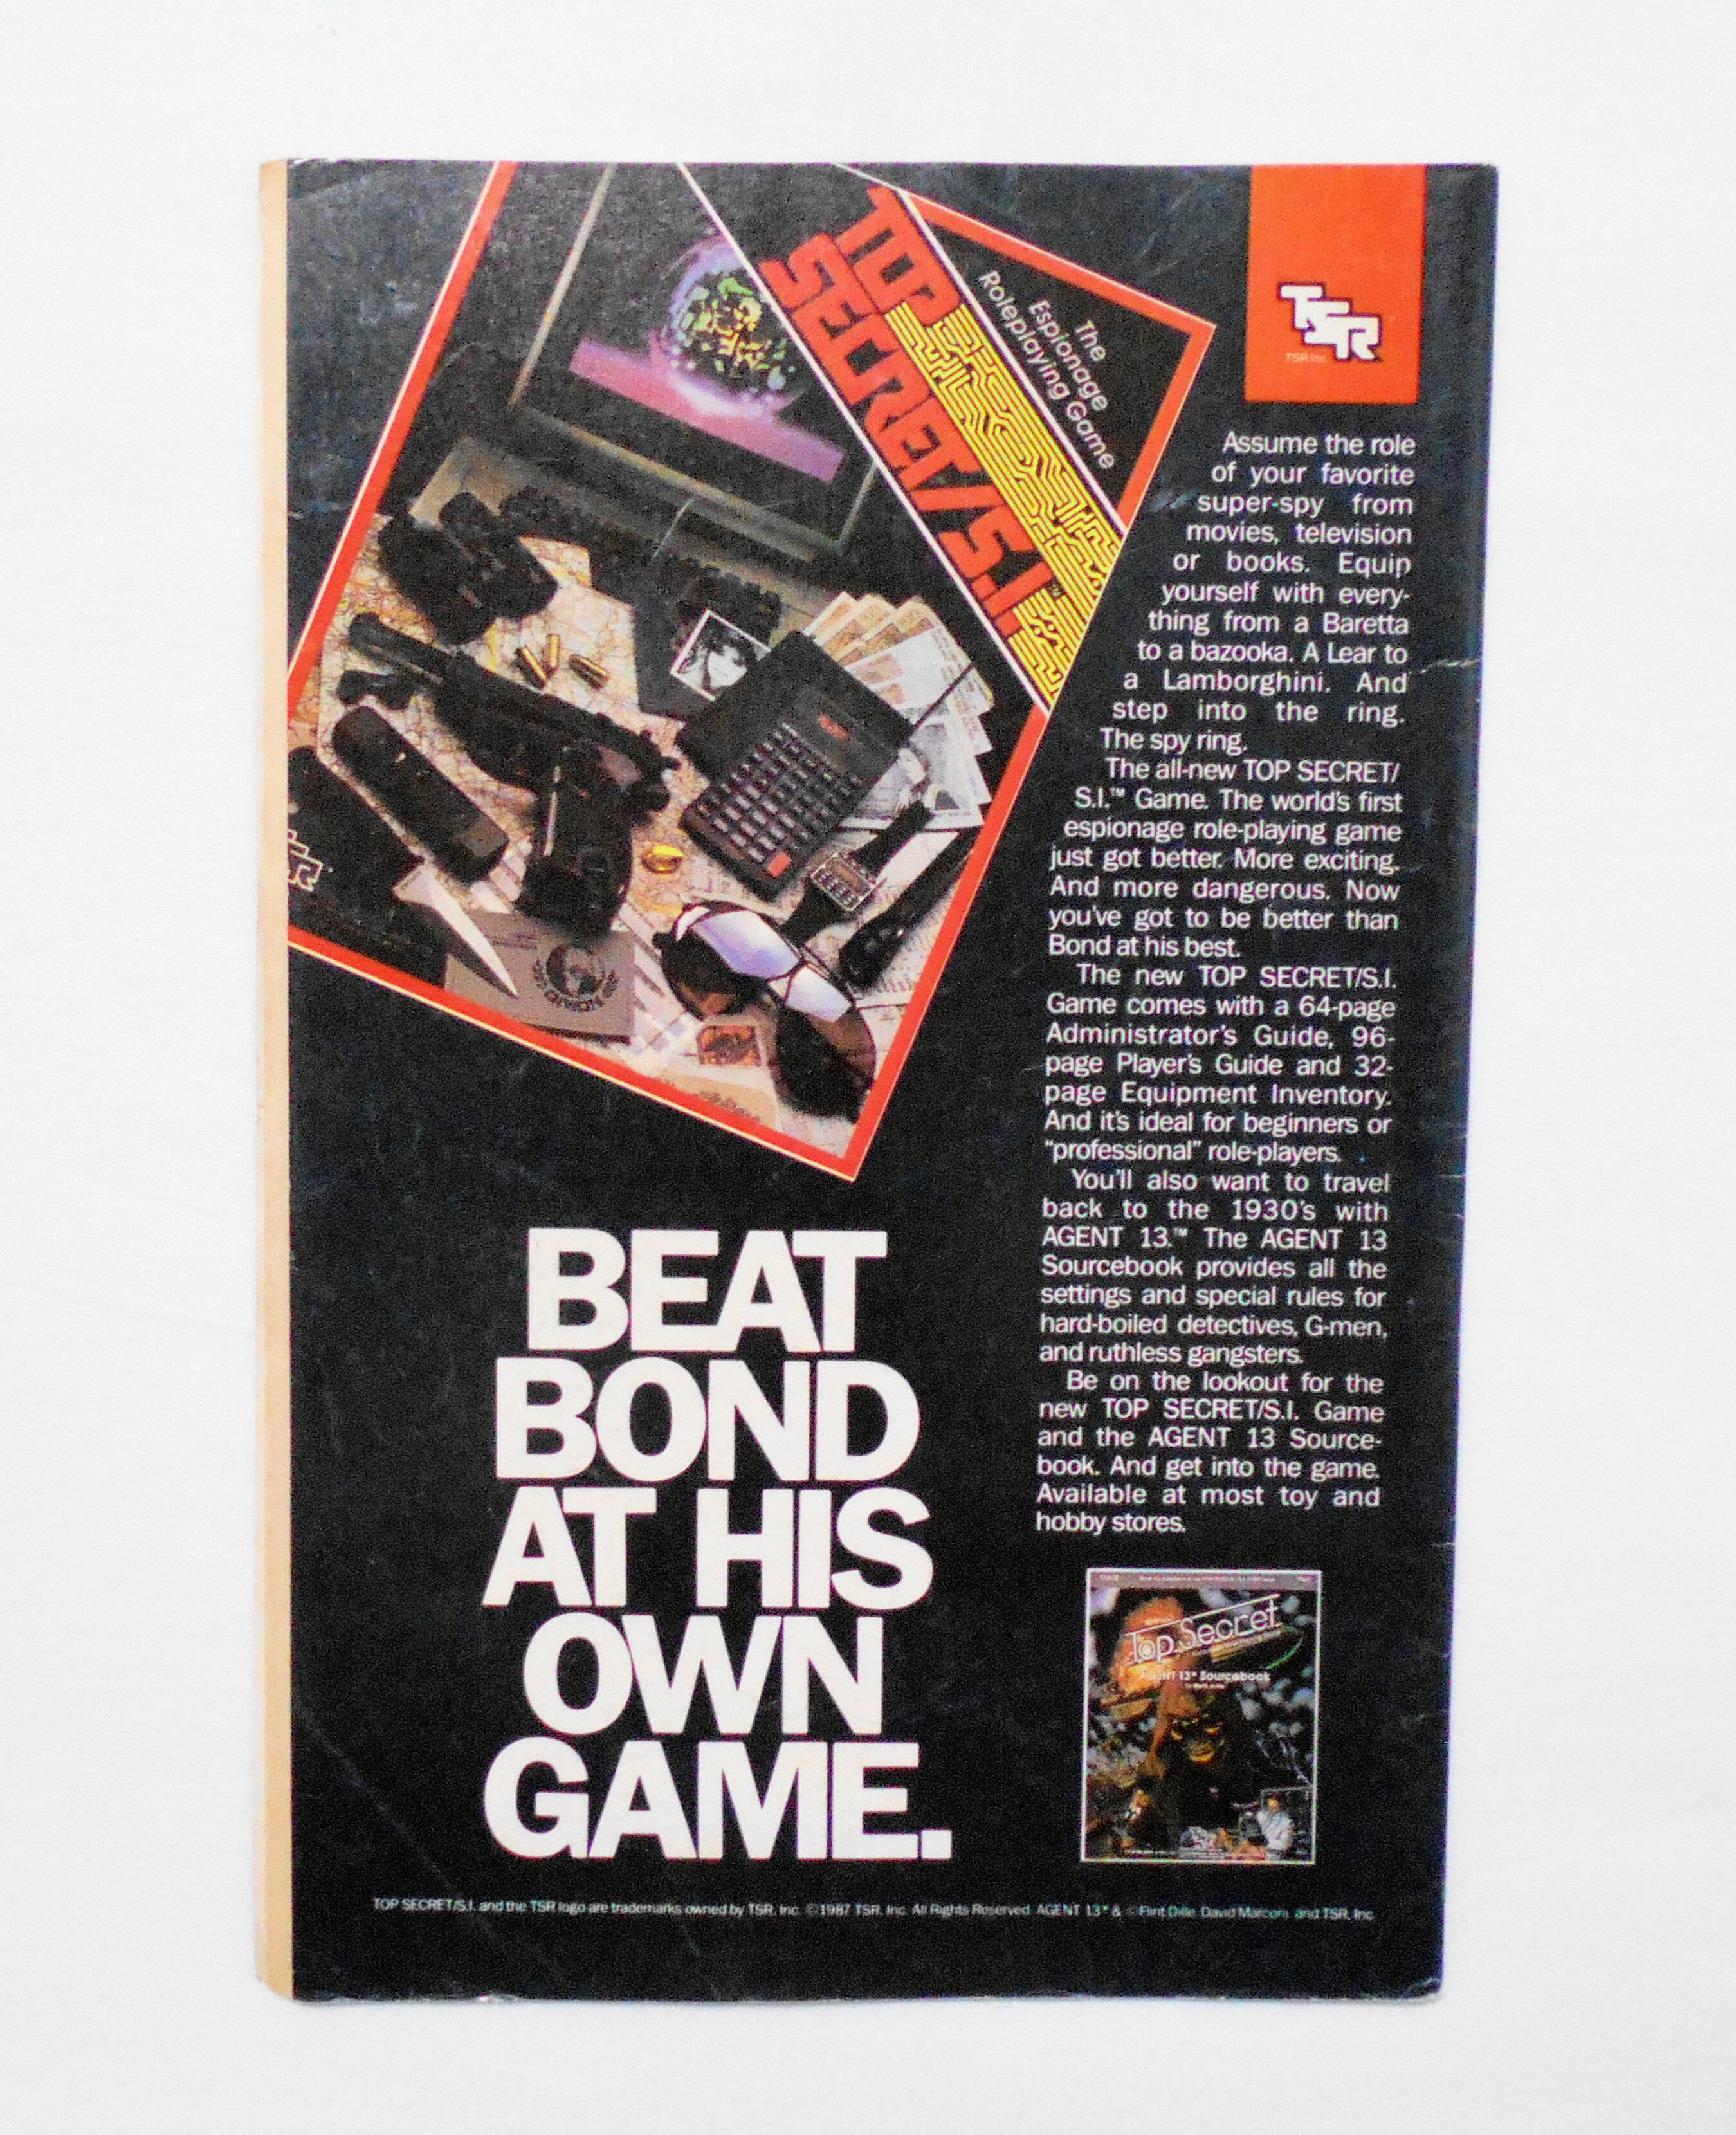 TOP
SECRET/S.I.™
The
Espionage
Roleplaying Game
TSR
TSR Inc.
Assume the role
of your favorite
super-spy from
movies, television
or books. Equip
yourself with every-
thing from a Baretta
to a bazooka. A Lear to
a Lamborghini. And
step into the ring.
The spy ring.
The all-new TOP SECRET/
S.I.™ Game. The world's first
espionage role-playing game
just got better. More exciting.
And more dangerous. Now
you've got to be better than
Bond at his best.
The new TOP SECRET/S.I.
Game comes with a 64-page
Administrator's Guide, 96-
page Player's Guide and 32-
page Equipment Inventory.
And it's ideal for beginners or
"professional" role-players.
You'll also want to travel
back to the 1930's with
AGENT 13.™ The AGENT 13
Sourcebook provides all the
settings and special rules for
hard-boiled detectives, G-men,
and ruthless gangsters.
Be on the lookout for the
new TOP SECRET/S.I. Game
and the AGENT 13 Source-
book. And get into the game.
Available at most toy and
hobby stores.
BEAT
BOND
AT HIS
OWN
GAME.
Top Secret
AGENT 13™ Sourcebook
TOP SECRET/S.I. and the TSR logo are trademarks owned by TSR, Inc. ©1987 TSR, Inc. All Rights Reserved. AGENT 13™ & © Flint Dille, David Marconi and TSR, Inc.